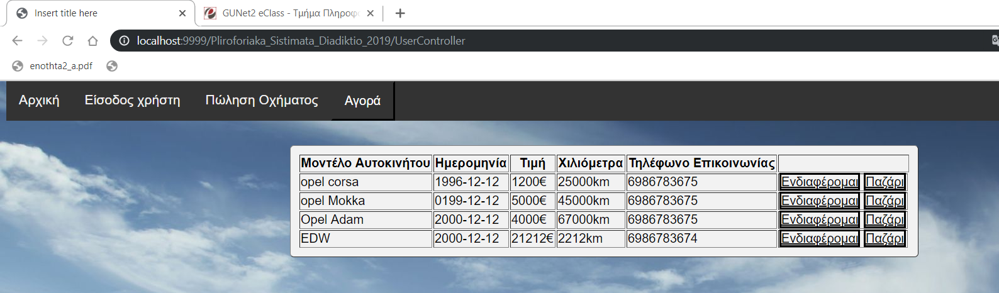 Insert title here
GUNet2 eClass - Τμήμα Πληροφ
localhost:9999/Pliroforiaka_Sistimata_Diadiktio_2019/UserController
enothta2_a.pdf
Αρχική Είσοδος χρήστη Πώληση Οχήματος Αγορά
Μοντέλο Αυτοκινήτου Ημερομηνία Τιμή Χιλιόμετρα Τηλέφωνο Επικοινωνίας
opel corsa 1996-12-12 1200€ 25000km 6986783675 Ενδιαφέρομαι Παζάρι
opel Mokka 0199-12-12 5000€ 45000km 6986783675 Ενδιαφέρομαι Παζάρι
Opel Adam 2000-12-12 4000€ 67000km 6986783675 Ενδιαφέρομαι Παζάρι
EDW 2000-12-12 21212€ 2212km 6986783674 Ενδιαφέρομαι Παζάρι